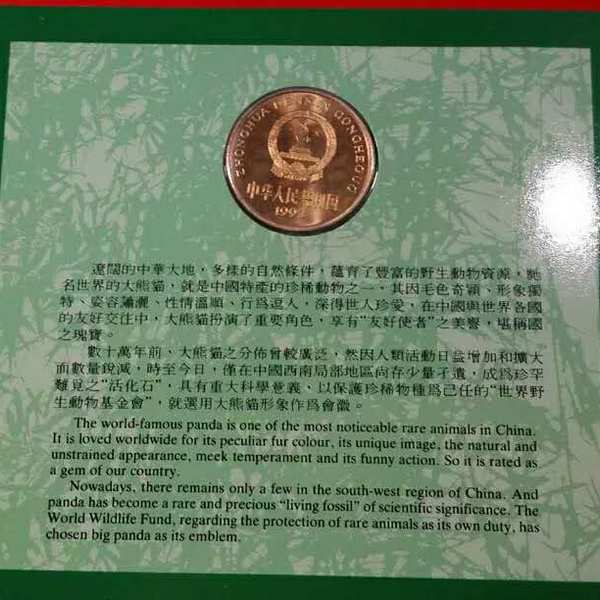 ZHONGHUA RENMIN GONGHEGUO
中华人民共和国
遼闊的中華大地，多樣的自然條件，蘊育了豐富的野生動物資源，馳
名世界的大熊猫，就是中國特產的珍稀動物之一，其因毛色奇穎、形象獨
特、姿容瀟灑、性情溫順、行爲逗人，深得世人珍愛，在中國與世界各國
的友好交往中，大熊猫扮演了重要角色，享有“友好使者”之美譽，堪稱國
之瑰寶。
數十萬年前，大熊猫之分佈曾較廣泛，然因人類活動日益增加和擴大
而數量銳減，時至今日，僅在中國西南局部地區尚存少量孑遺，成爲珍罕
難覓之“活化石”，具有重大科學意義，以保護珍稀物種爲己任的“世界野
生動物基金會”，就選用大熊猫形象作爲會徽。
The world-famous panda is one of the most noticeable rare animals in China.
It is loved worldwide for its peculiar fur colour, its unique image, the natural and
unstrained appearance, meek temperament and its funny action. So it is rated as
a gem of our country.
Nowadays, there remains only a few in the south-west region of China. And
panda has become a rare and precious “living fossil” of scientific significance. The
World Wildlife Fund, regarding the protection of rare animals as its own duty, has
chosen big panda as its emblem.